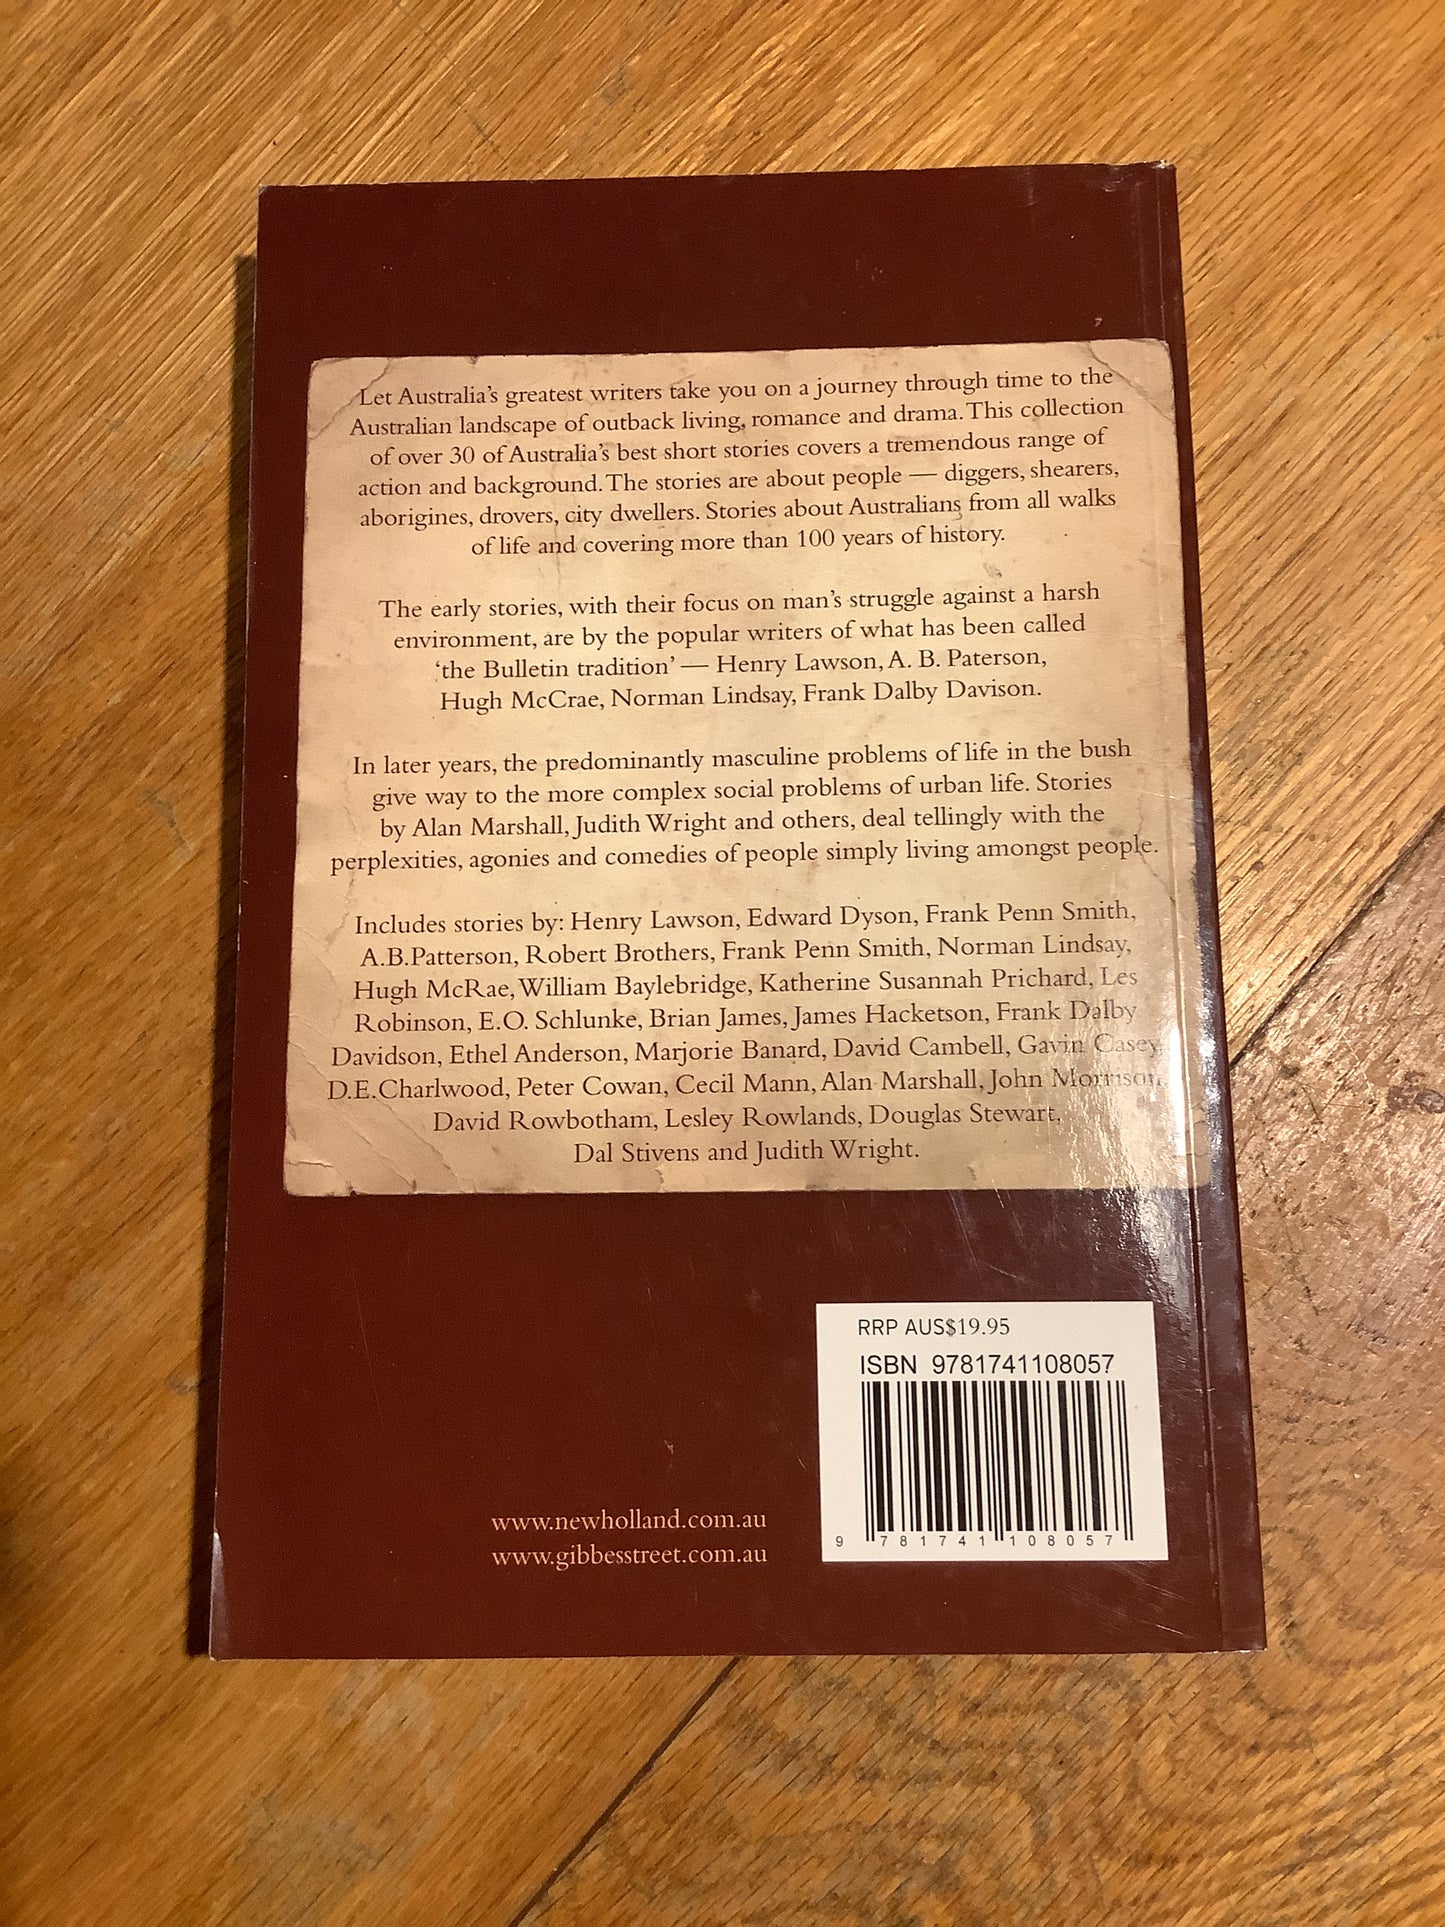 Let Australia's greatest writers take you on a journey through time to the
Australian landscape of outback living, romance and drama. This collection
of over 30 of Australia's best short stories covers a tremendous range of
action and background. The stories are about people — diggers, shearers,
aborigines, drovers, city dwellers. Stories about Australians from all walks
of life and covering more than 100 years of history.
The early stories, with their focus on man's struggle against a harsh
environment, are by the popular writers of what has been called
'the Bulletin tradition' — Henry Lawson, A. B. Paterson,
Hugh McCrae, Norman Lindsay, Frank Dalby Davison.
In later years, the predominantly masculine problems of life in the bush
give way to the more complex social problems of urban life. Stories
by Alan Marshall, Judith Wright and others, deal tellingly with the
perplexities, agonies and comedies of people simply living amongst people.
Includes stories by: Henry Lawson, Edward Dyson, Frank Penn Smith,
A.B.Patterson, Robert Brothers, Frank Penn Smith, Norman Lindsay,
Hugh McRae, William Baylebridge, Katherine Susannah Prichard, Les
Robinson, E.O. Schlunke, Brian James, James Hacketson, Frank Dalby
Davidson, Ethel Anderson, Marjorie Banard, David Cambell, Gavin Casey,
D.E.Charlwood, Peter Cowan, Cecil Mann, Alan Marshall, John Morrison,
David Rowbotham, Lesley Rowlands, Douglas Stewart,
Dal Stivens and Judith Wright.
RRP AUS$19.95
ISBN 9781741108057
9 781741 108057
www.newholland.com.au
www.gibbesstreet.com.au